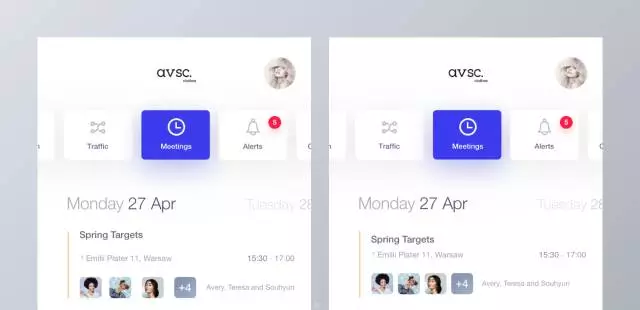 avsc.
clothes
Traffic
Meetings
5
Alerts
Monday 27 Apr
Tuesday 28
Spring Targets
Emilii Plater 11, Warsaw
15:30 - 17:00
+4
Avery, Teresa and Souhyun
avsc.
clothes
Traffic
Meetings
5
Alerts
Monday 27 Apr
Tuesday 28
Spring Targets
Emilii Plater 11, Warsaw
15:30 - 17:00
+4
Avery, Teresa and Souhyun